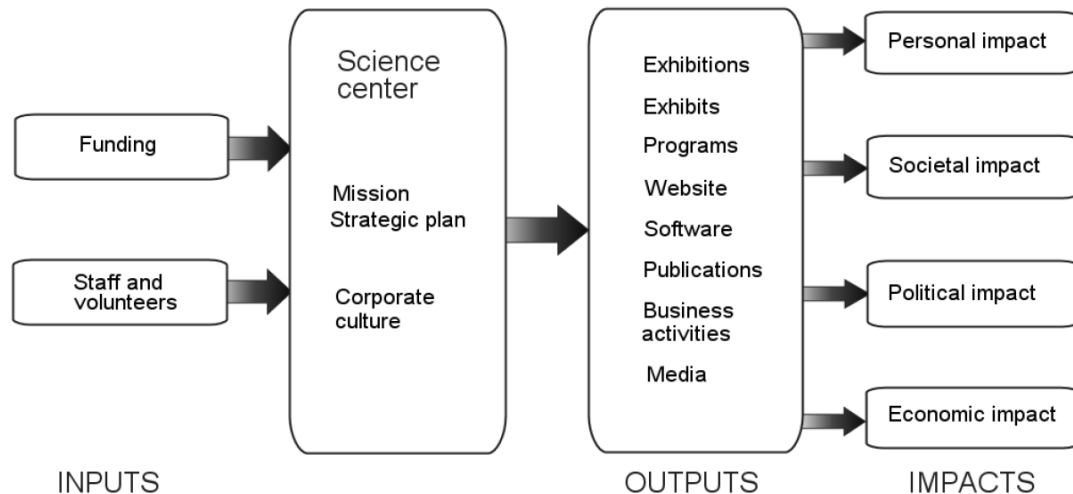 Funding
Staff and
volunteers
Science
center
Mission
Strategic plan
Corporate
culture
Exhibitions
Exhibits
Programs
Website
Software
Publications
Business
activities
Media
Personal impact
Societal impact
Political impact
Economic impact
INPUTS
OUTPUTS
IMPACTS